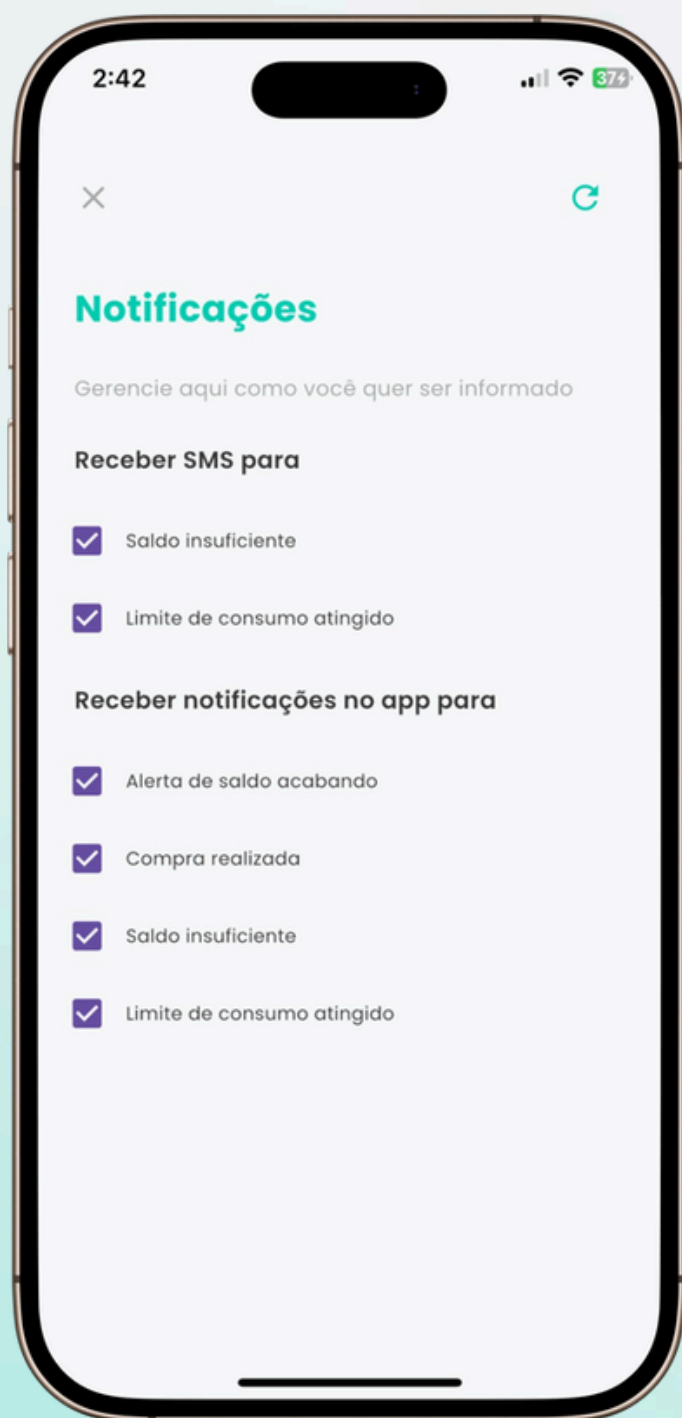 2:42
37
Notificações
Gerencie aqui como você quer ser informado
Receber SMS para
Saldo insuficiente
Limite de consumo atingido
Receber notificações no app para
Alerta de saldo acabando
Compra realizada
Saldo insuficiente
Limite de consumo atingido